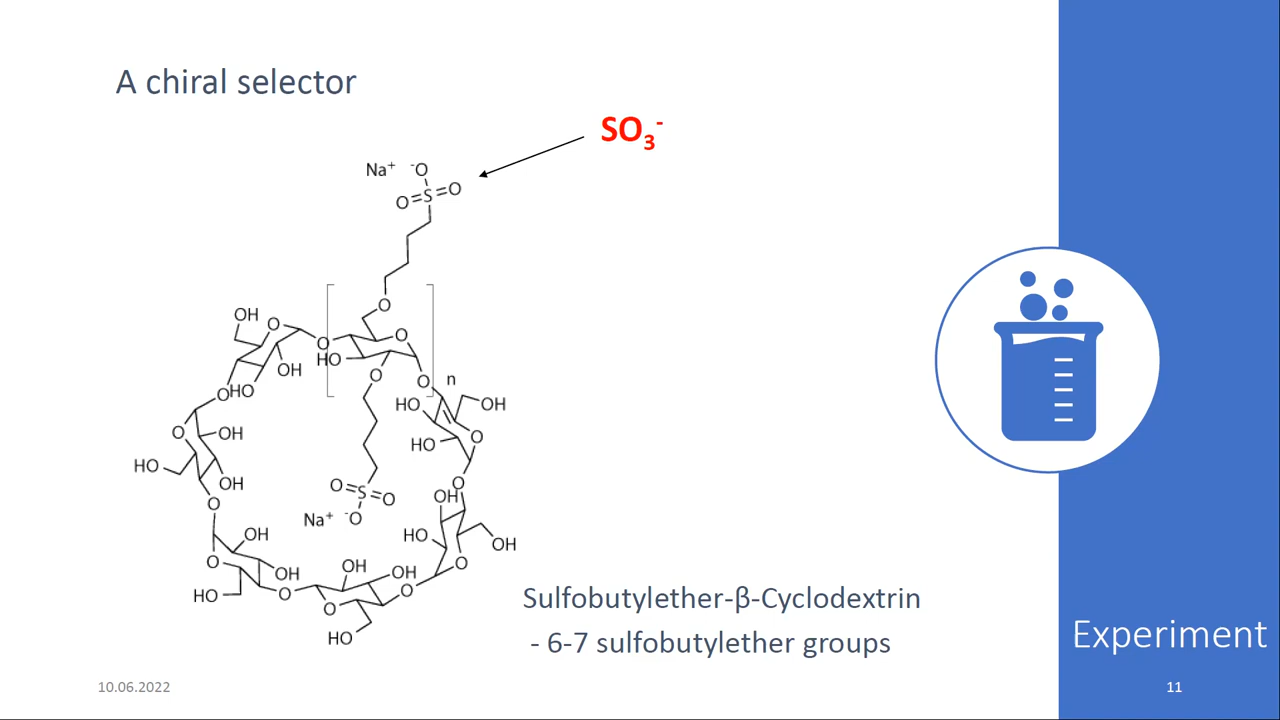 A chiral selector
SO₃⁻
Na⁺ ⁻O
O=S=O
O
OH
O
O
O
HO
OH
O
O
n
OHO
HO
OH
O
OH
HO
O
HO
OH
O
O
O
O
S
O
OH
Na⁺ ⁻O
O
OH
HO
OH
O
OH
OH
OH
O
HO
O
O
O
HO
Sulfobutylether-β-Cyclodextrin
- 6-7 sulfobutylether groups
Experiment
10.06.2022
11